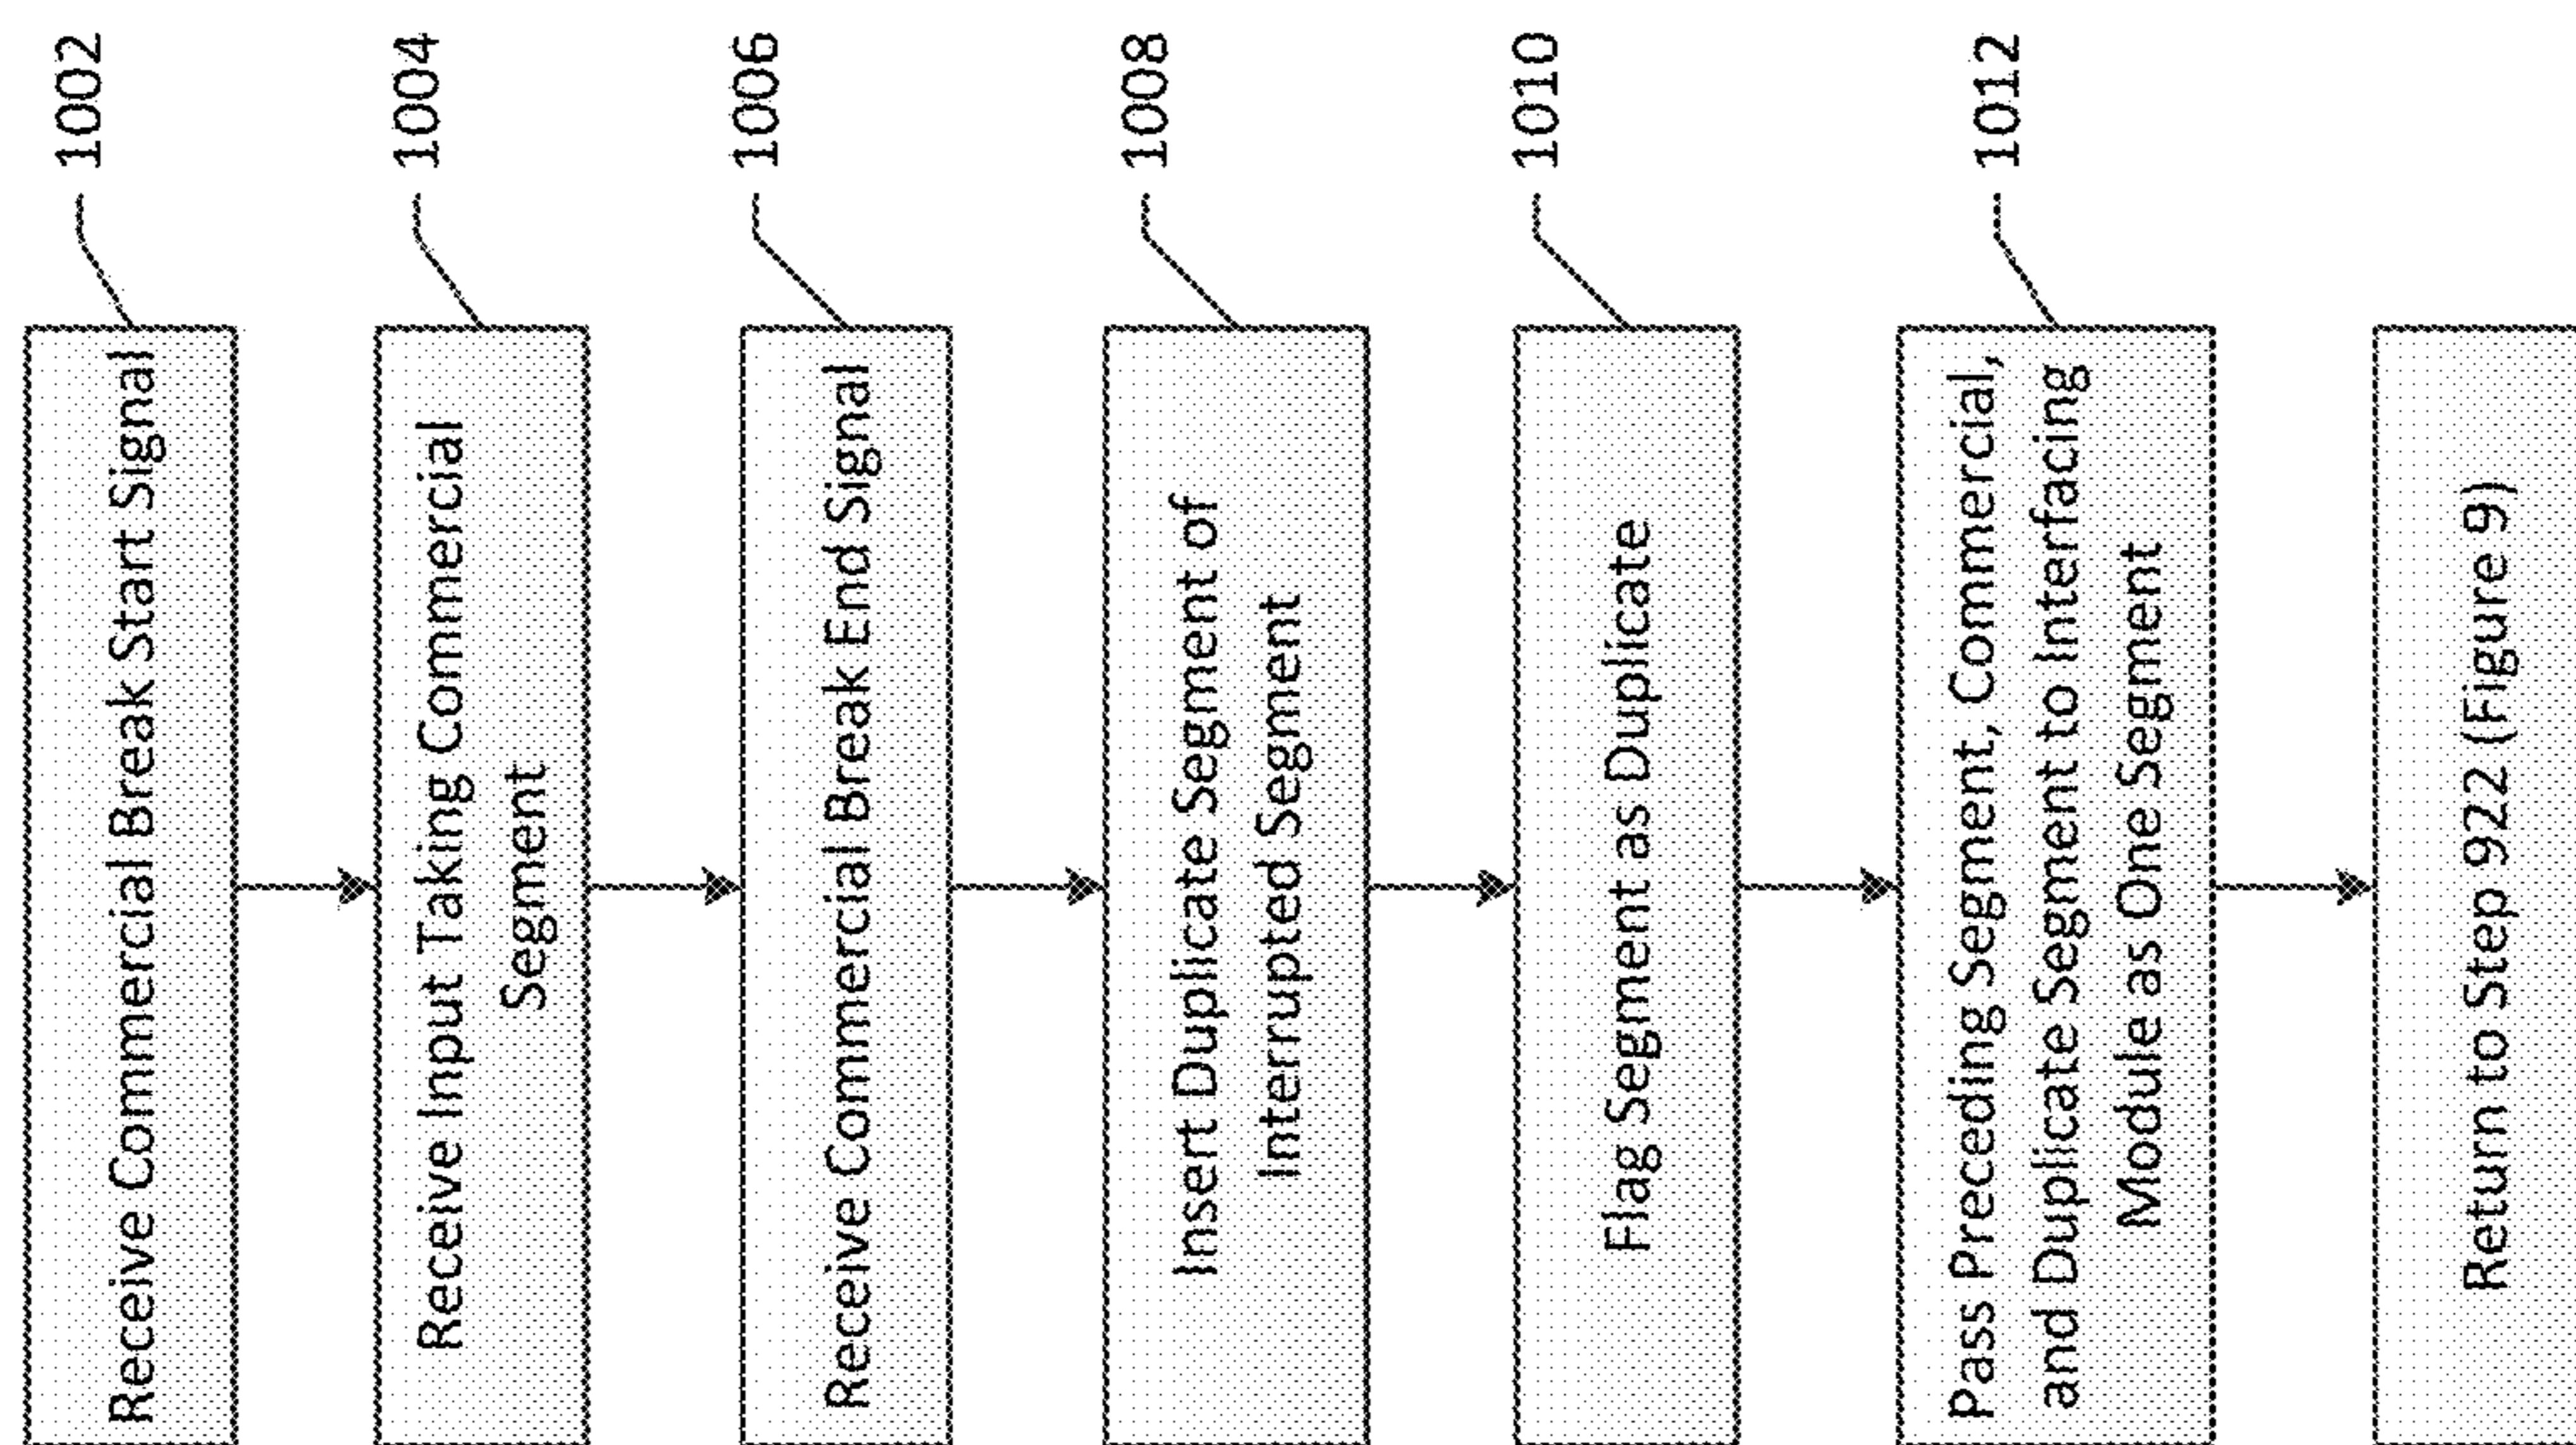 1002
Receive Commercial Break Start Signal
1004
Receive Input Taking Commercial
Segment
1006
Receive Commercial Break End Signal
1008
Insert Duplicate Segment of
Interrupted Segment
1010
Flag Segment as Duplicate
1012
Pass Preceding Segment, Commercial,
and Duplicate Segment to Interfacing
Module as One Segment
Return to Step 922 (Figure 9)